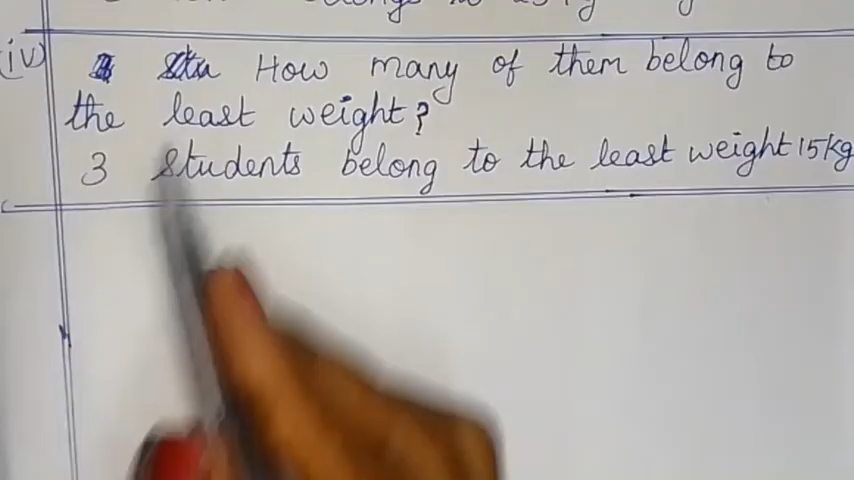 (iv) How many of them belong to
the least weight?
3 students belong to the least weight 15kg